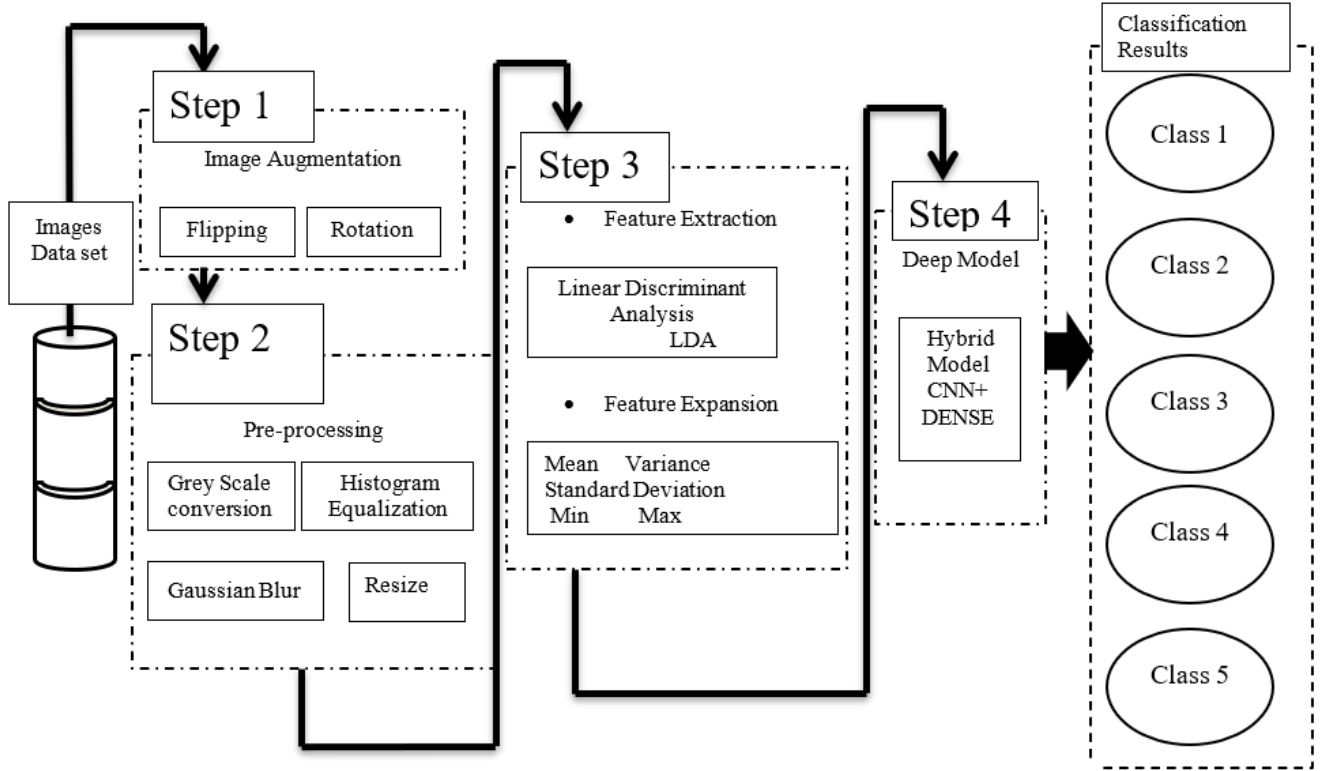 Images
Data set
Step 1
Image Augmentation
Flipping
Rotation
Step 2
Pre-processing
Grey Scale
conversion
Histogram
Equalization
Gaussian Blur
Resize
Step 3
• Feature Extraction
Linear Discriminant
Analysis
LDA
• Feature Expansion
Mean Variance
Standard Deviation
Min Max
Step 4
Deep Model
Hybrid
Model
CNN+
DENSE
Classification
Results
Class 1
Class 2
Class 3
Class 4
Class 5